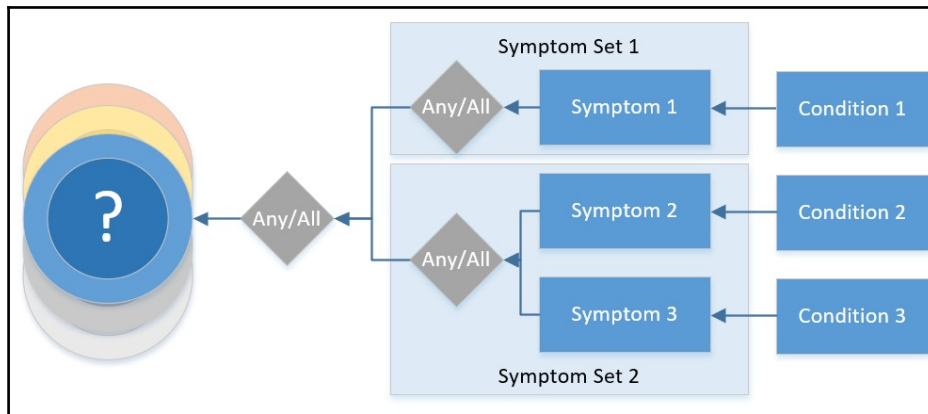 Symptom Set 1
Any/All
Symptom 1
Condition 1
?
Any/All
Any/All
Symptom 2
Condition 2
Symptom 3
Condition 3
Symptom Set 2